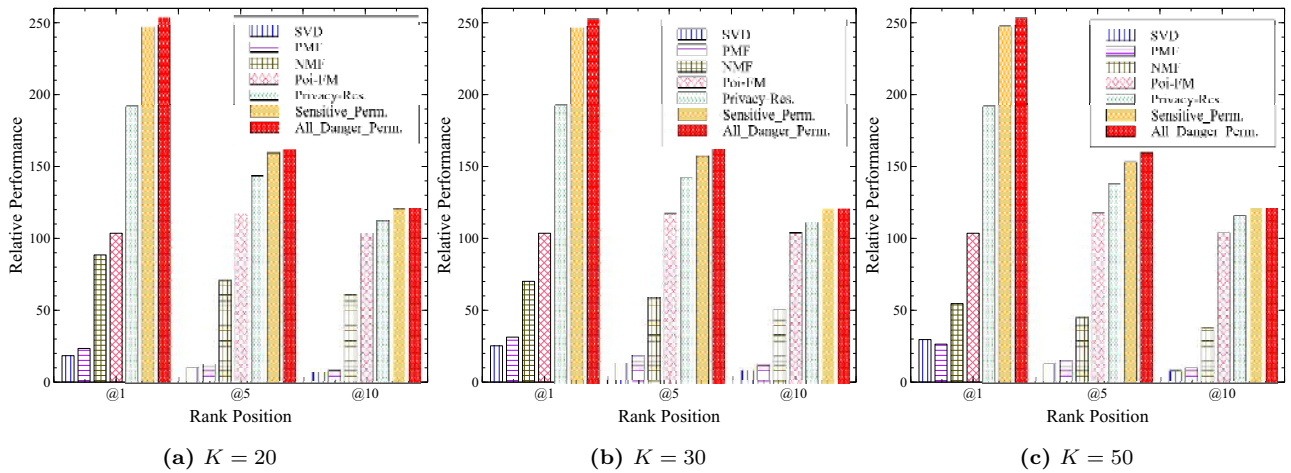 250
200
150
100
50
0
Relative Performance
SVD
PMF
NMF
Poi-FM
Privacy-Res.
Sensitive_Perm.
All_Danger_Perm.
@1 @5 @10
Rank Position
(a) K = 20
250
200
150
100
50
0
Relative Performance
SVD
PMF
NMF
Poi-FM
Privacy-Res.
Sensitive_Perm.
All_Danger_Perm.
@1 @5 @10
Rank Position
(b) K = 30
250
200
150
100
50
0
Relative Performance
SVD
PMF
NMF
Poi-FM
Privacy-Res.
Sensitive_Perm.
All_Danger_Perm.
@1 @5 @10
Rank Position
(c) K = 50